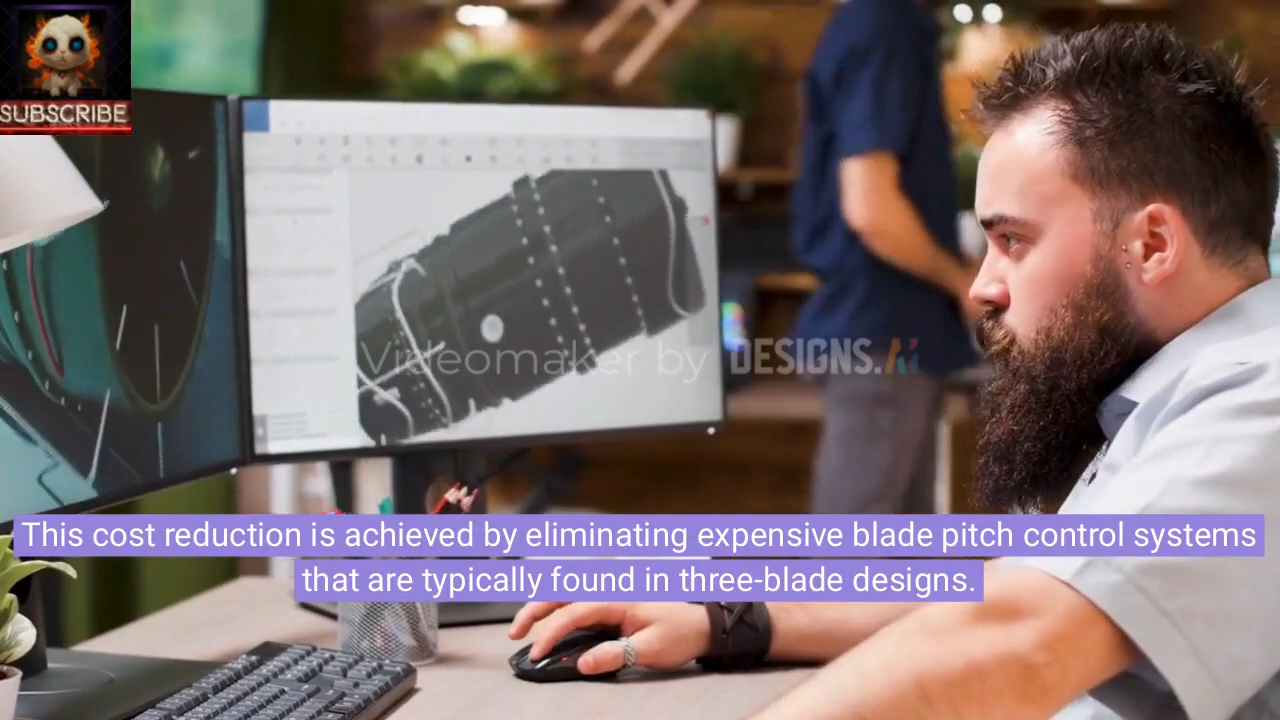 SUBSCRIBE
Videomaker by DESIGNS.AI
This cost reduction is achieved by eliminating expensive blade pitch control systems
that are typically found in three-blade designs.